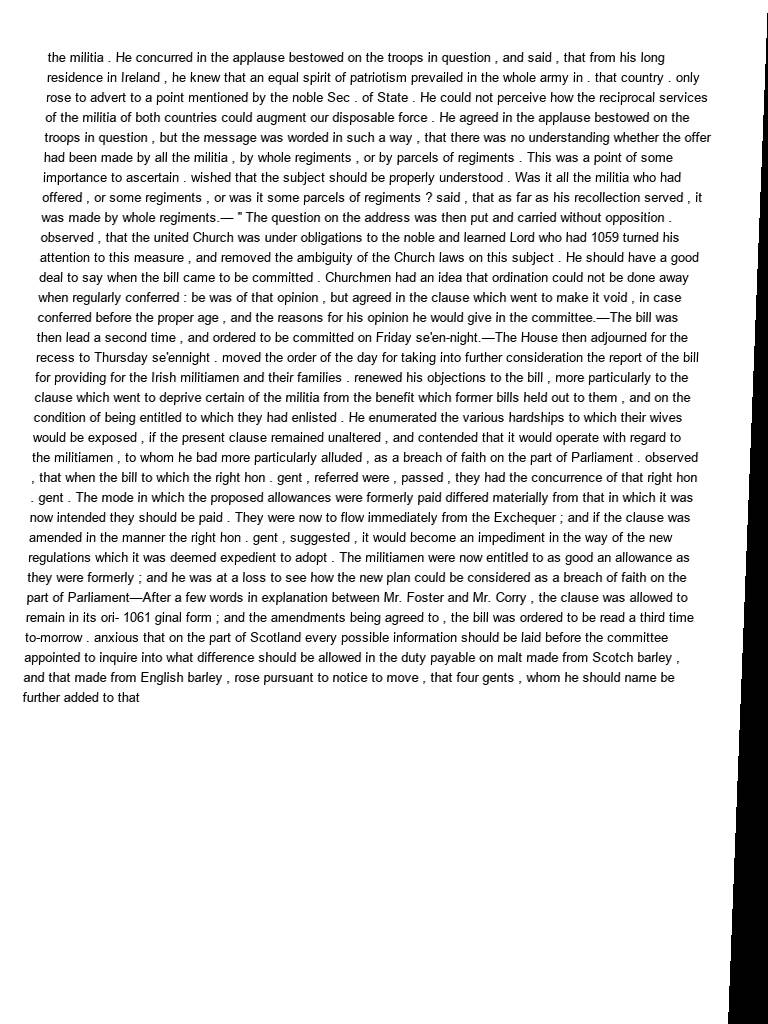 the militia . He concurred in the applause bestowed on the troops in question , and said , that from his long
residence in Ireland , he knew that an equal spirit of patriotism prevailed in the whole army in . that country . only
rose to advert to a point mentioned by the noble Sec . of State . He could not perceive how the reciprocal services
of the militia of both countries could augment our disposable force . He agreed in the applause bestowed on the
troops in question , but the message was worded in such a way , that there was no understanding whether the offer
had been made by all the militia , by whole regiments , or by parcels of regiments . This was a point of some
importance to ascertain . wished that the subject should be properly understood . Was it all the militia who had
offered , or some regiments , or was it some parcels of regiments ? said , that as far as his recollection served , it
was made by whole regiments.— " The question on the address was then put and carried without opposition .
observed , that the united Church was under obligations to the noble and learned Lord who had 1059 turned his
attention to this measure , and removed the ambiguity of the Church laws on this subject . He should have a good
deal to say when the bill came to be committed . Churchmen had an idea that ordination could not be done away
when regularly conferred : be was of that opinion , but agreed in the clause which went to make it void , in case
conferred before the proper age , and the reasons for his opinion he would give in the committee.—The bill was
then lead a second time , and ordered to be committed on Friday se'en-night.—The House then adjourned for the
recess to Thursday se'ennight . moved the order of the day for taking into further consideration the report of the bill
for providing for the Irish militiamen and their families . renewed his objections to the bill , more particularly to the
clause which went to deprive certain of the militia from the benefit which former bills held out to them , and on the
condition of being entitled to which they had enlisted . He enumerated the various hardships to which their wives
would be exposed , if the present clause remained unaltered , and contended that it would operate with regard to
the militiamen , to whom he bad more particularly alluded , as a breach of faith on the part of Parliament . observed
, that when the bill to which the right hon . gent , referred were , passed , they had the concurrence of that right hon
. gent . The mode in which the proposed allowances were formerly paid differed materially from that in which it was
now intended they should be paid . They were now to flow immediately from the Exchequer ; and if the clause was
amended in the manner the right hon . gent , suggested , it would become an impediment in the way of the new
regulations which it was deemed expedient to adopt . The militiamen were now entitled to as good an allowance as
they were formerly ; and he was at a loss to see how the new plan could be considered as a breach of faith on the
part of Parliament—After a few words in explanation between Mr. Foster and Mr. Corry , the clause was allowed to
remain in its ori- 1061 ginal form ; and the amendments being agreed to , the bill was ordered to be read a third time
to-morrow . anxious that on the part of Scotland every possible information should be laid before the committee
appointed to inquire into what difference should be allowed in the duty payable on malt made from Scotch barley ,
and that made from English barley , rose pursuant to notice to move , that four gents , whom he should name be
further added to that